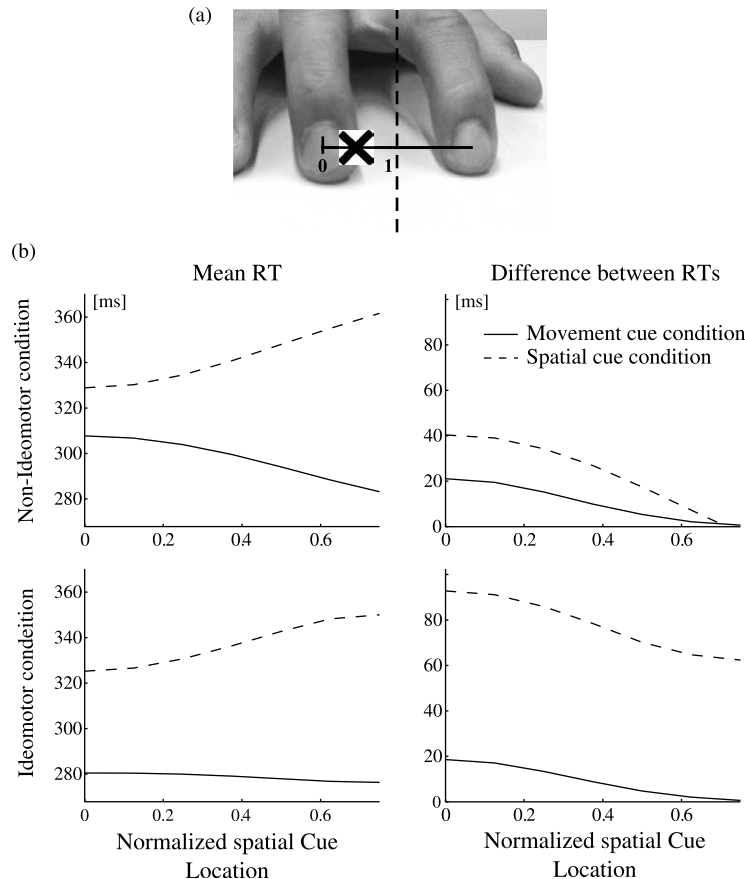 (a)
0 1
(b)
Mean RT
Difference between RTs
Non-Ideomotor condition
[ms]
360
340
320
300
280
0 0.2 0.4 0.6
[ms]
Movement cue condition
Spatial cue condition
80
60
40
20
0
0 0.2 0.4 0.6
Ideomotor condeition
360
340
320
300
280
0 0.2 0.4 0.6
Normalized spatial Cue
Location
80
60
40
20
0
0 0.2 0.4 0.6
Normalized spatial Cue
Location